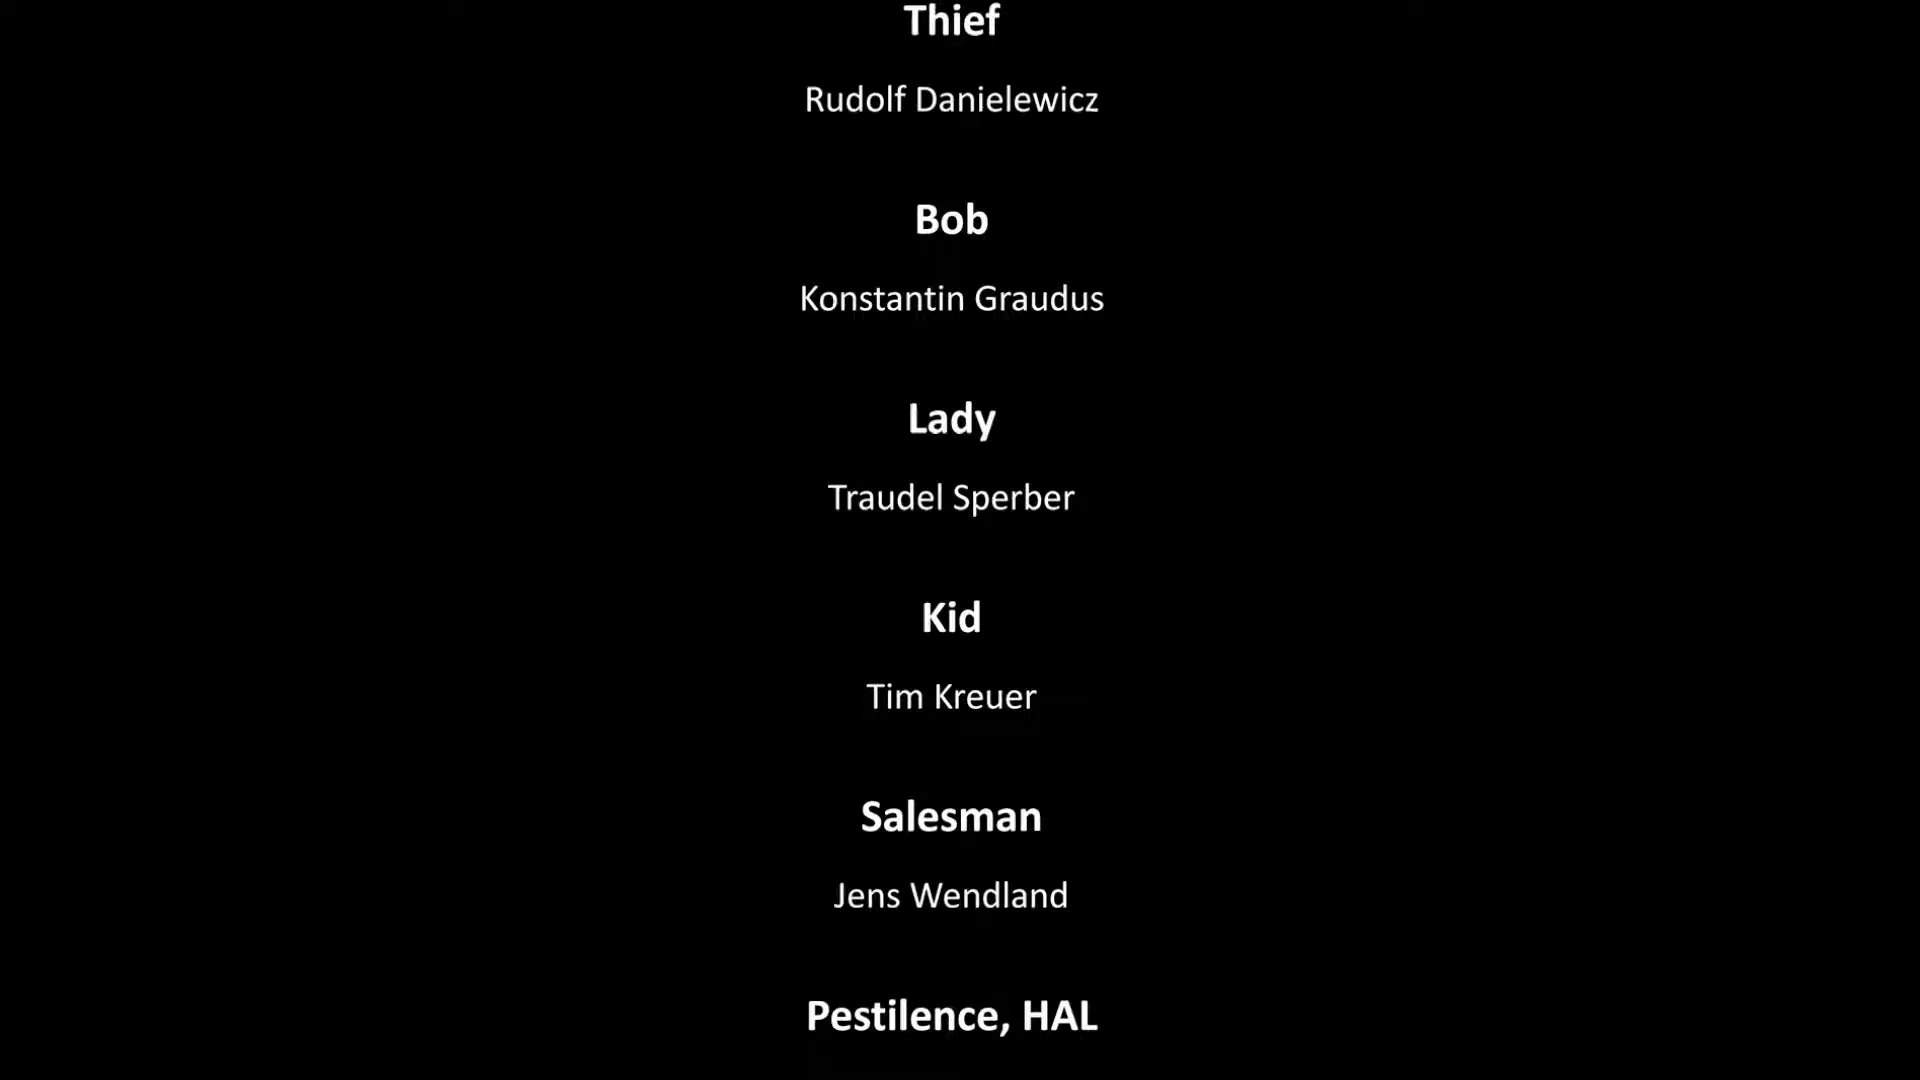 Thief
Rudolf Danielewicz
Bob
Konstantin Graudus
Lady
Traudel Sperber
Kid
Tim Kreuer
Salesman
Jens Wendland
Pestilence, HAL